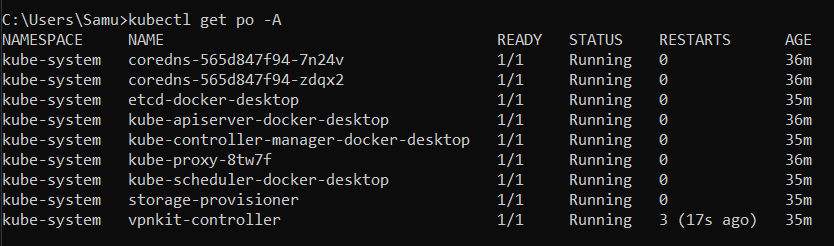 C:\Users\Samu>kubectl get po -A
NAMESPACE NAME READY STATUS RESTARTS AGE
kube-system coredns-565d847f94-7n24v 1/1 Running 0 36m
kube-system coredns-565d847f94-zdqx2 1/1 Running 0 36m
kube-system etcd-docker-desktop 1/1 Running 0 35m
kube-system kube-apiserver-docker-desktop 1/1 Running 0 36m
kube-system kube-controller-manager-docker-desktop 1/1 Running 0 35m
kube-system kube-proxy-8tw7f 1/1 Running 0 36m
kube-system kube-scheduler-docker-desktop 1/1 Running 0 35m
kube-system storage-provisioner 1/1 Running 0 35m
kube-system vpnkit-controller 1/1 Running 3 (17s ago) 35m